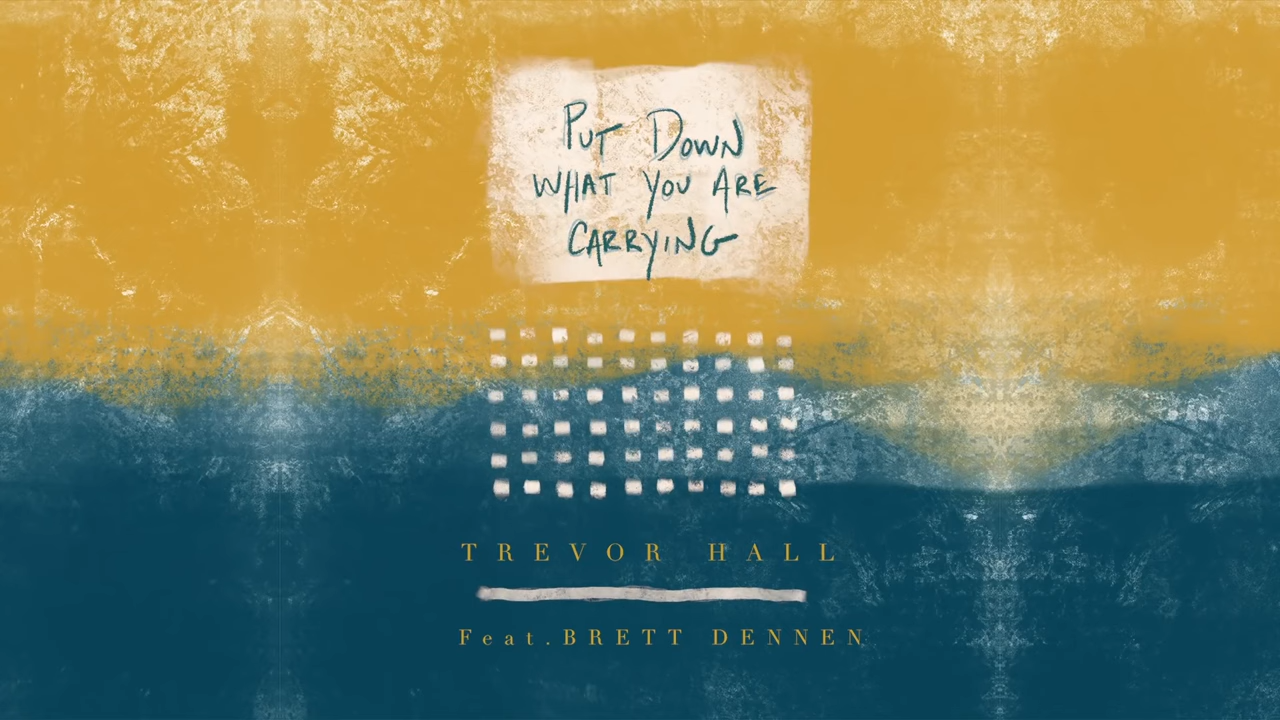 PUT DOWN
WHAT YOU ARE
CARRYING
TREVOR HALL
Feat. BRETT DENNEN